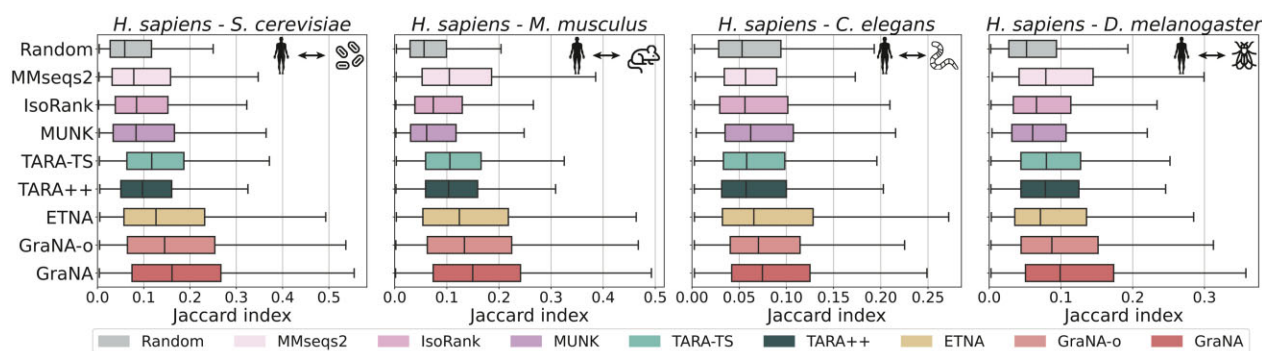 H. sapiens - S. cerevisiae
H. sapiens - M. musculus
H. sapiens - C. elegans
H. sapiens - D. melanogaster
Random
MMseqs2
IsoRank
MUNK
TARA-TS
TARA++
ETNA
GraNA-o
GraNA
0.0 0.1 0.2 0.3 0.4 0.5
0.0 0.1 0.2 0.3 0.4 0.5
0.00 0.05 0.10 0.15 0.20 0.25
0.0 0.1 0.2 0.3
Jaccard index
Jaccard index
Jaccard index
Jaccard index
Random MMseqs2 IsoRank MUNK TARA-TS TARA++ ETNA GraNA-o GraNA